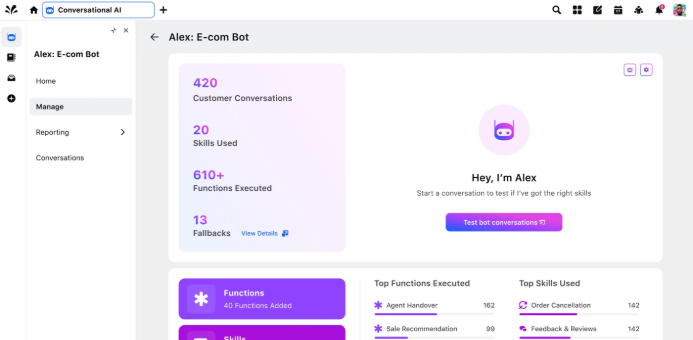 Conversational AI
Alex: E-com Bot
Home
Manage
Reporting
Conversations
Alex: E-com Bot
420
Customer Conversations
20
Skills Used
610+
Functions Executed
13
Fallbacks
View Details
Hey, I'm Alex
Start a conversation to test if I've got the right skills
Test bot conversations
Functions
40 Functions Added
Skills
Top Functions Executed
Agent Handover 162
Sale Recommendation 99
Top Skills Used
Order Cancellation 142
Feedback & Reviews 142